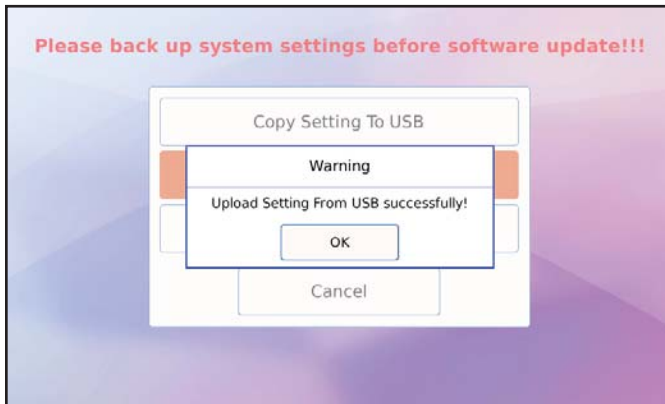 Please back up system settings before software update!!!
Copy Setting To USB
Warning
Upload Setting From USB successfully!
OK
Cancel